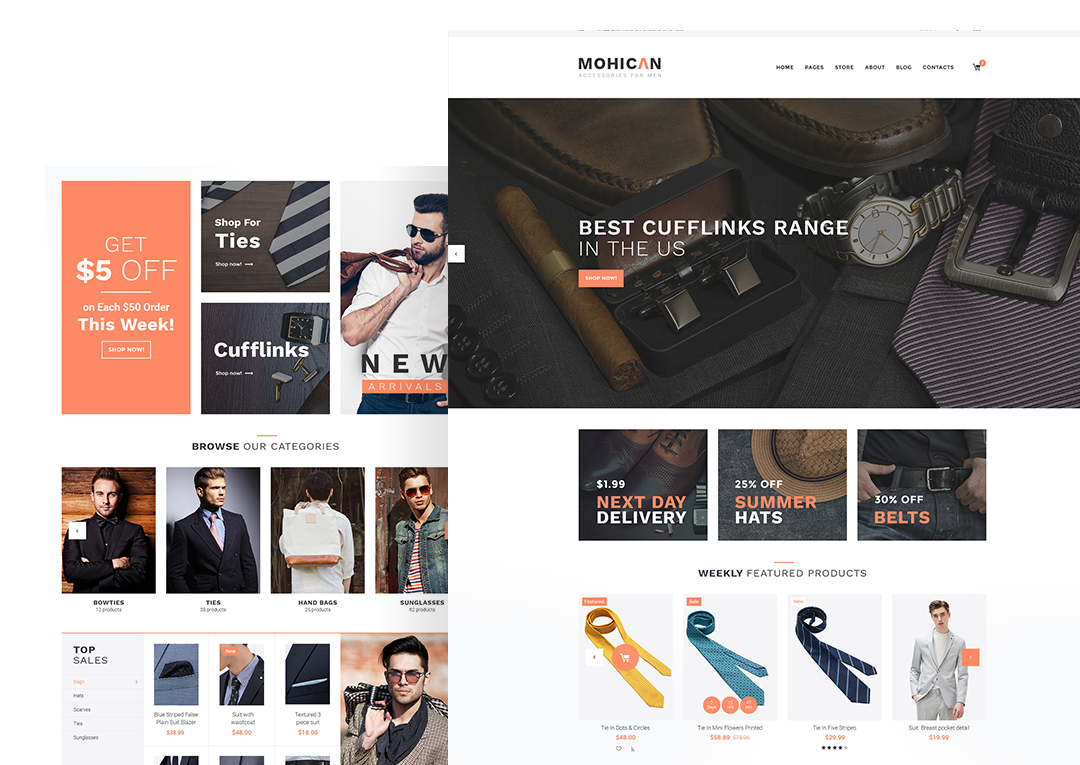 MOHICAN
ACCESSORIES FOR MEN
HOME PAGES STORE ABOUT BLOG CONTACTS
BEST CUFFLINKS RANGE
IN THE US
SHOP NOW!
$1.99
NEXT DAY
DELIVERY
25% OFF
SUMMER
HATS
30% OFF
BELTS
WEEKLY FEATURED PRODUCTS
Featured
Sale
New
Days
Min
Tie In Dots & Circles
$48.00
Tie In Mini Flowers Printed
$58.89 $78.96
Tie In Five Stripes
$29.99
Suit. Breast pocket detail
$19.99
GET
$5 OFF
on Each $50 Order
This Week!
SHOP NOW!
Shop For
Ties
Shop now!
Cufflinks
Shop now!
NEW
ARRIVALS
BROWSE OUR CATEGORIES
BOWTIES
12 products
TIES
35 products
HAND BAGS
25 products
SUNGLASSES
62 products
TOP
SALES
Bags
Hats
Scarves
Ties
Sunglasses
Blue Striped False
Plain Suit Blazer
$38.99
New
Suit with
waistcoat
$48.00
Textured 3
piece suit
$18.00